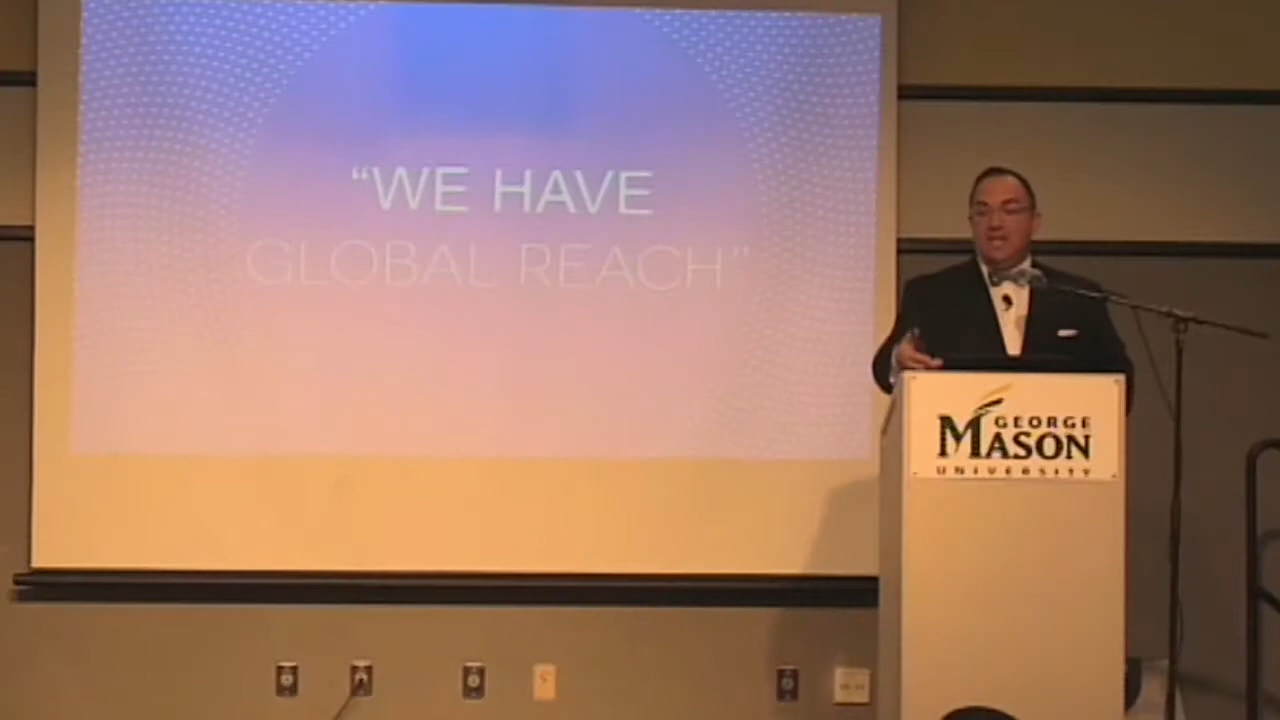 “WE HAVE
GLOBAL REACH”
GEORGE
MASON
UNIVERSITY